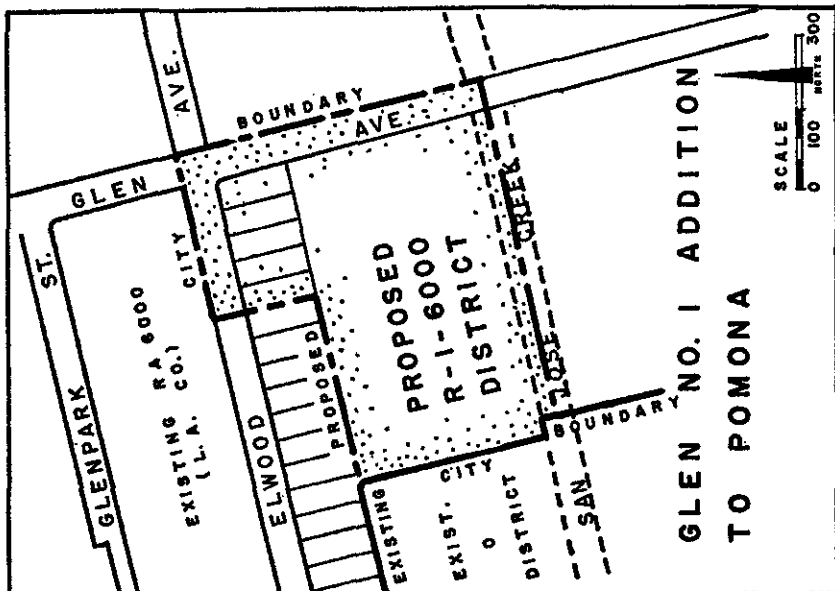 GLENPARK ST.
GLEN AVE.
ELWOOD AVE.
EXISTING RA 6000
(L.A. CO.)
PROPOSED CITY BOUNDARY
PROPOSED
R-1-6000
DISTRICT
EXISTING CITY BOUNDARY
EXIST.
O
DISTRICT
SAN JOSE CREEK
GLEN NO. 1 ADDITION
TO POMONA
SCALE
0 100 300
NORTH